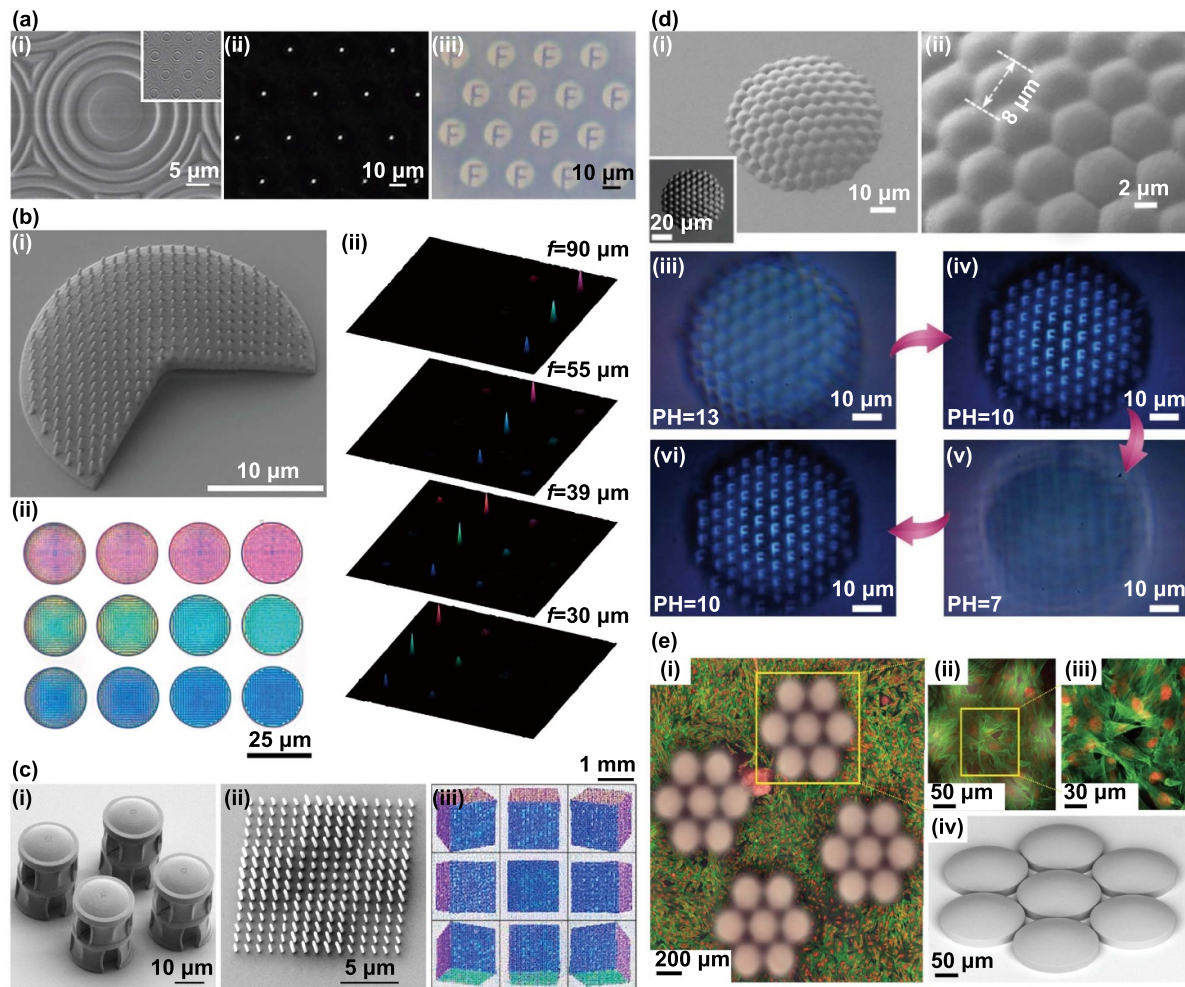 (a)
(i)
5 µm
(ii)
10 µm
(iii)
F F F F
F F F F
F F F F
F F F F
10 µm
(b)
(i)
10 µm
(ii)
f=90 µm
f=55 µm
f=39 µm
f=30 µm
(ii)
25 µm
(c)
(i)
10 µm
(ii)
5 µm
1 mm
(iii)
(d)
(i)
20 µm
10 µm
(ii)
8 µm
2 µm
(iii)
PH=13
10 µm
(iv)
10 µm
(vi)
PH=10
10 µm
(v)
PH=7
10 µm
PH=10
(e)
(i)
200 µm
(ii)
50 µm
(iii)
30 µm
(iv)
50 µm